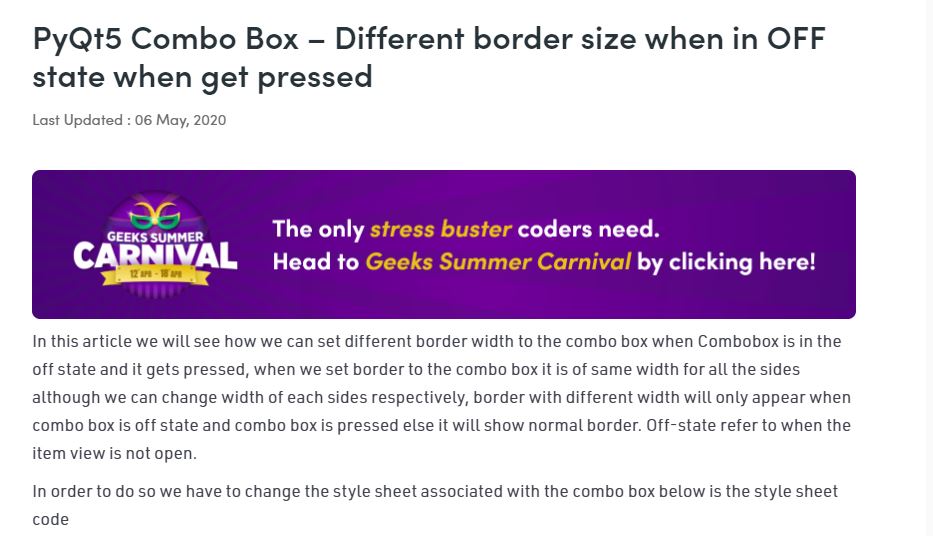 PyQt5 Combo Box – Different border size when in OFF
state when get pressed
Last Updated : 06 May, 2020
GEEKS SUMMER
CARNIVAL
12 APR - 18 APR
The only stress buster coders need.
Head to Geeks Summer Carnival by clicking here!
In this article we will see how we can set different border width to the combo box when Combobox is in the
off state and it gets pressed, when we set border to the combo box it is of same width for all the sides
although we can change width of each sides respectively, border with different width will only appear when
combo box is off state and combo box is pressed else it will show normal border. Off-state refer to when the
item view is not open.
In order to do so we have to change the style sheet associated with the combo box below is the style sheet
code